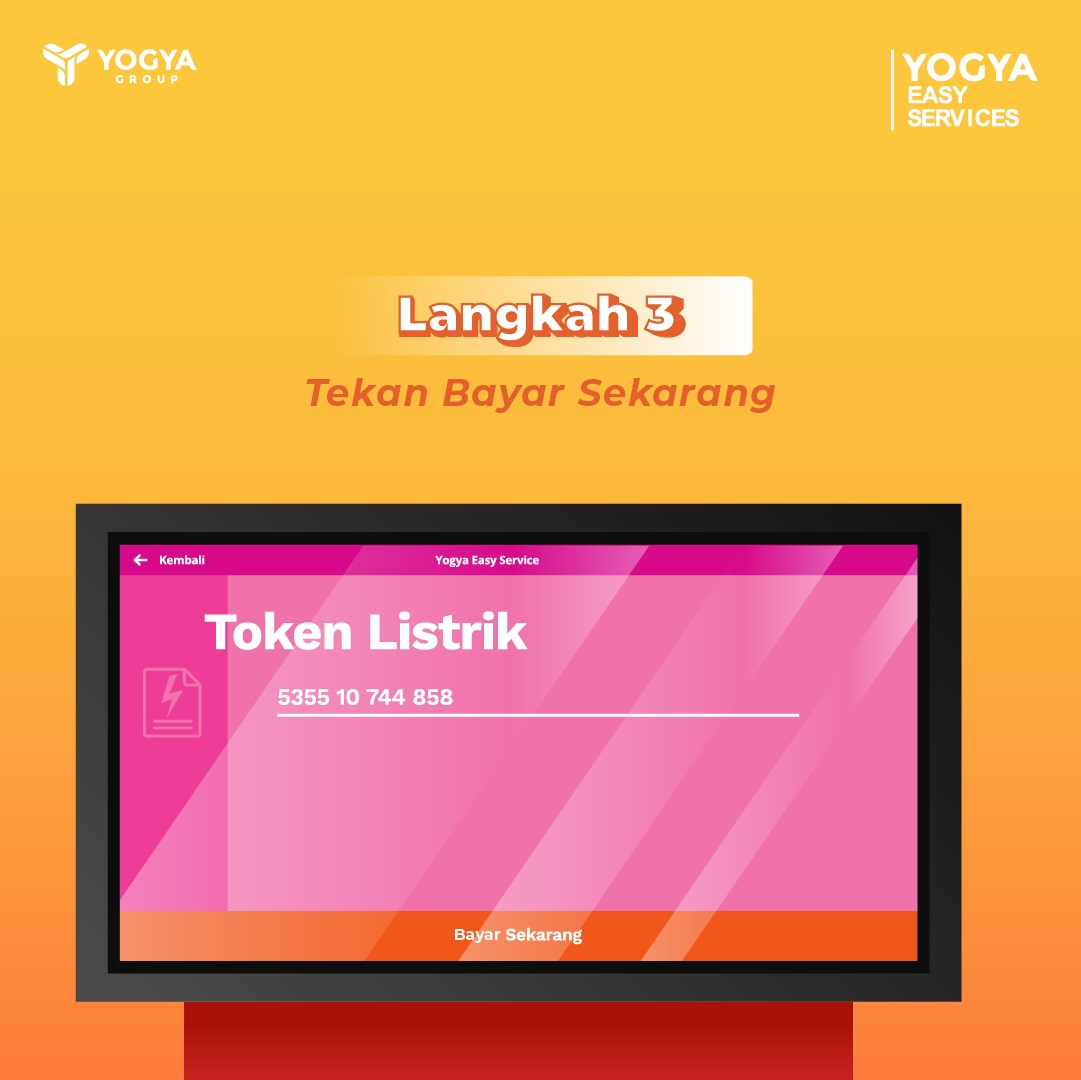 YOGYA
GROUP
YOGYA
EASY
SERVICES
Langkah 3
Tekan Bayar Sekarang
Kembali
Yogya Easy Service
Token Listrik
5355 10 744 858
Bayar Sekarang